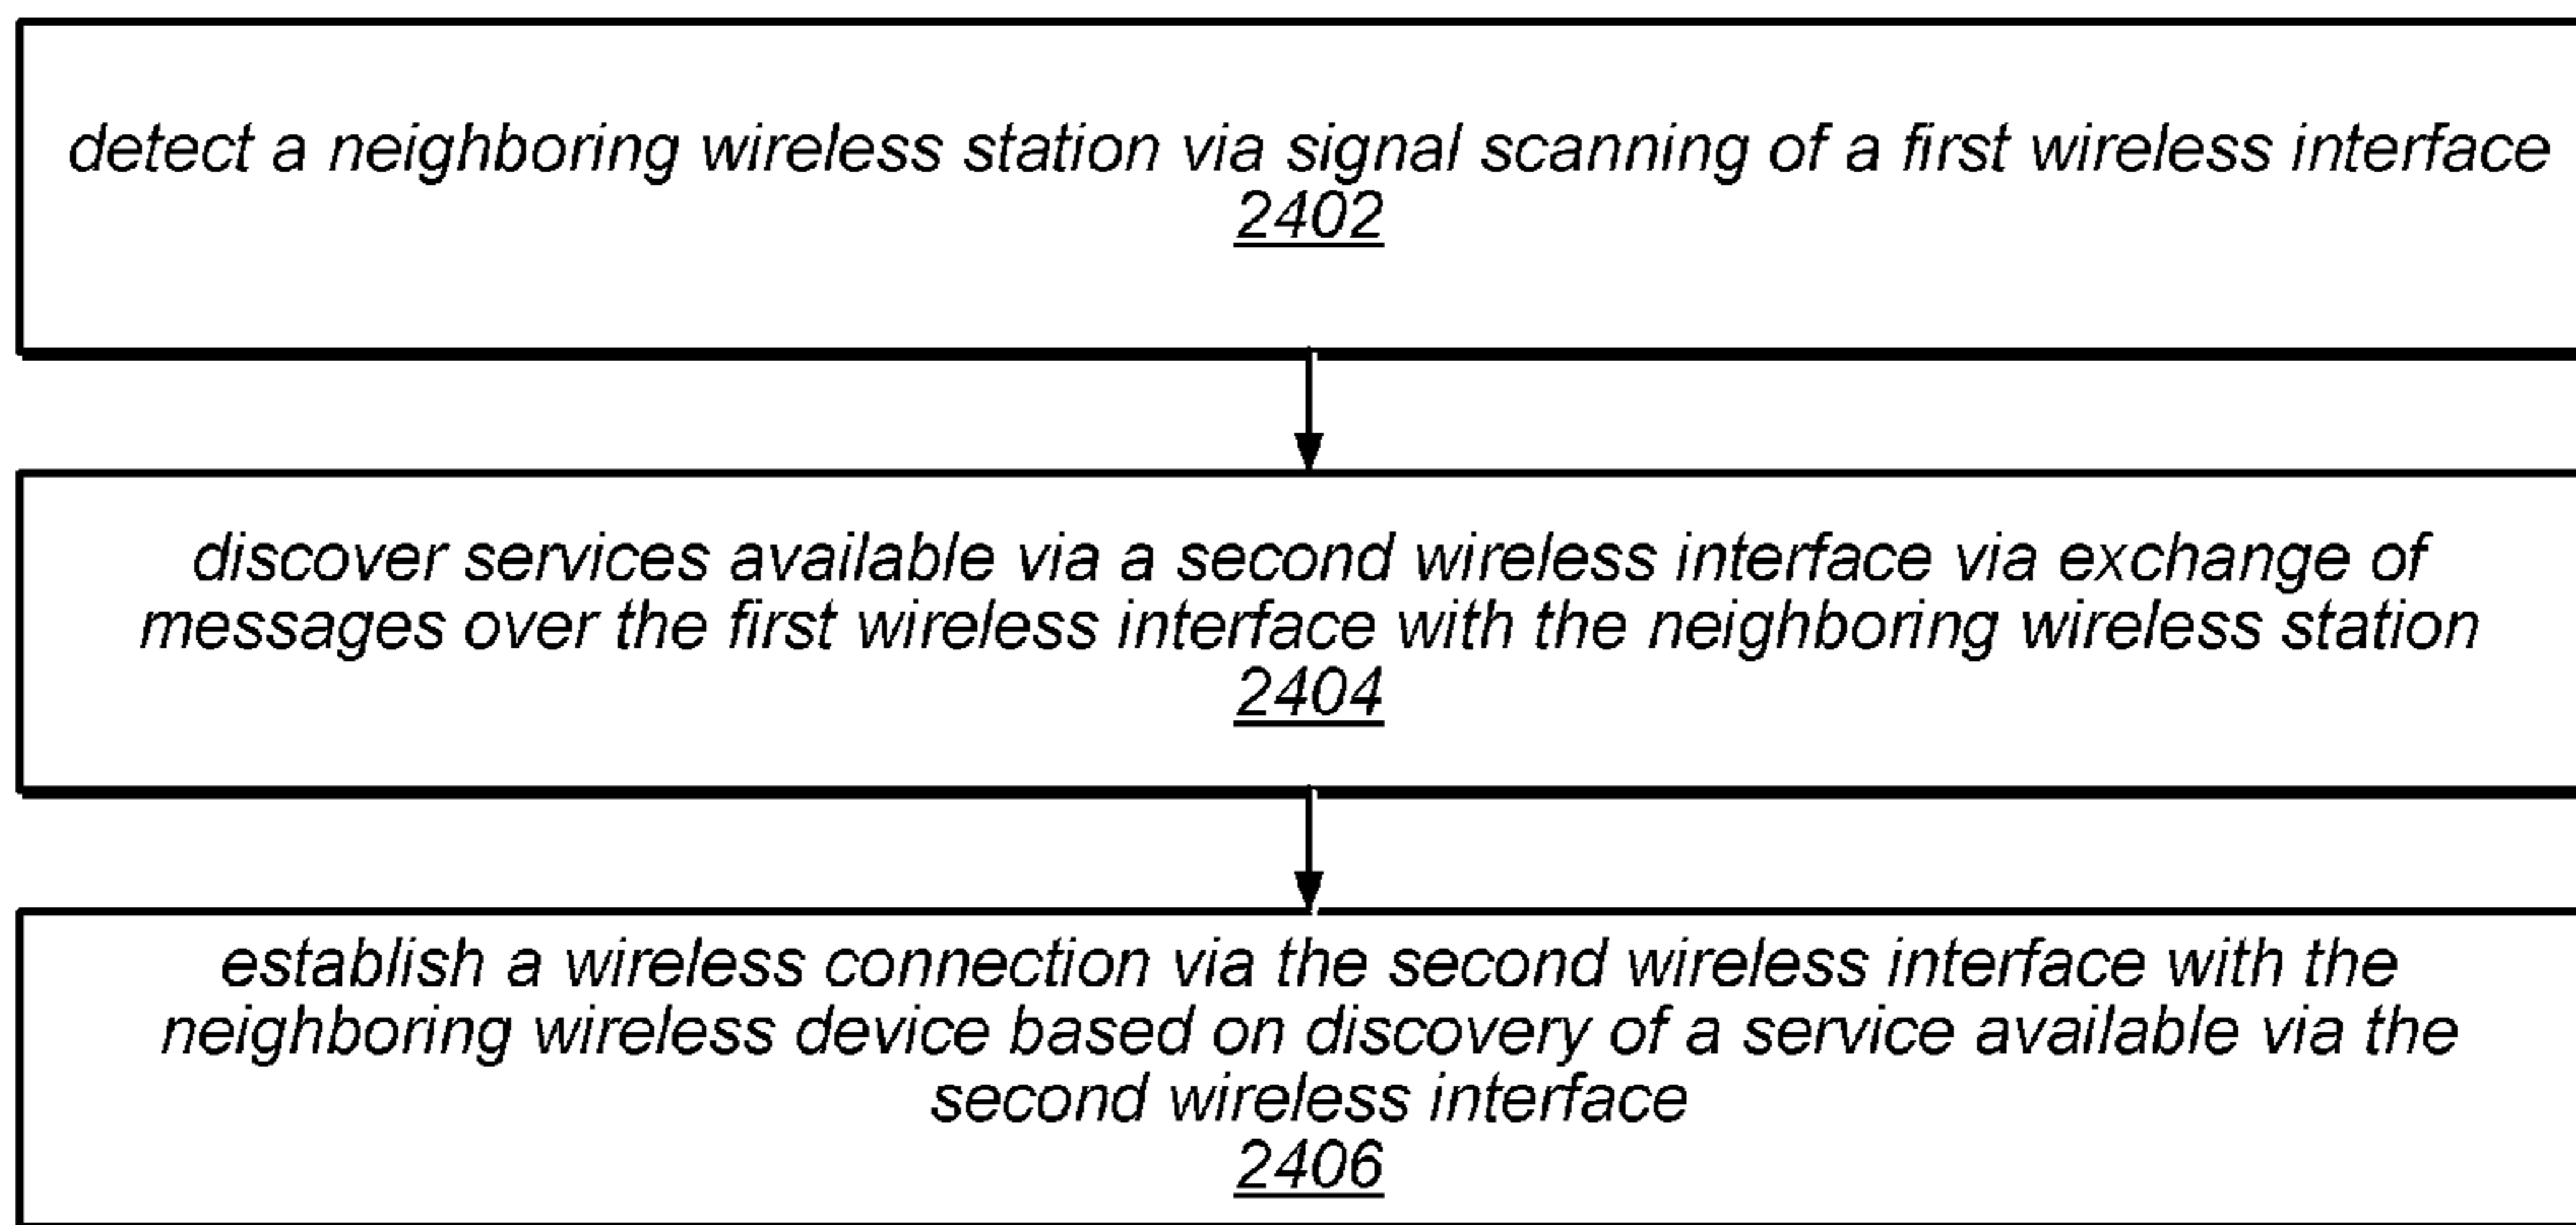 detect a neighboring wireless station via signal scanning of a first wireless interface
2402
discover services available via a second wireless interface via exchange of
messages over the first wireless interface with the neighboring wireless station
2404
establish a wireless connection via the second wireless interface with the
neighboring wireless device based on discovery of a service available via the
second wireless interface
2406